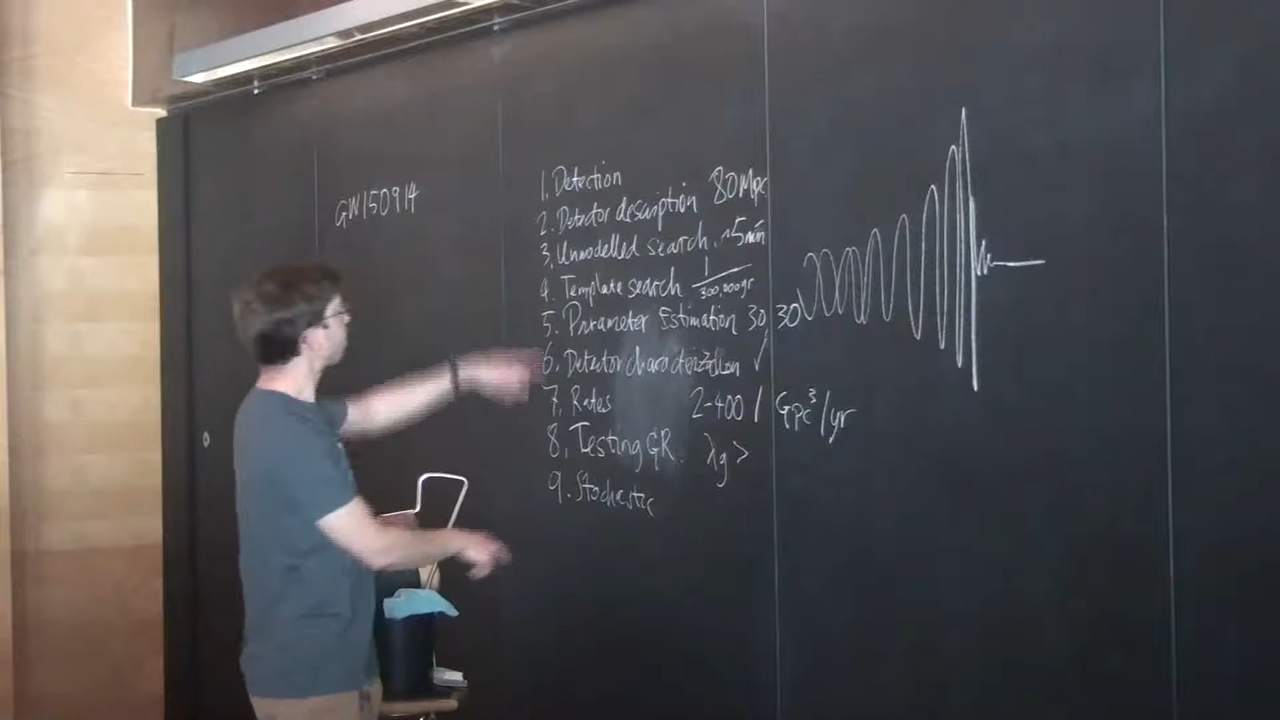 GW150914
1. Detection
2. Detector description 80Mpc
3. Unmodelled search. ~5min
4. Template search 1/300,000yr
5. Parameter Estimation 30, 30
6. Detector characterization ✓
7. Rates 2-400 / Gpc³/yr
8. Testing GR. λg >
9. Stochastic